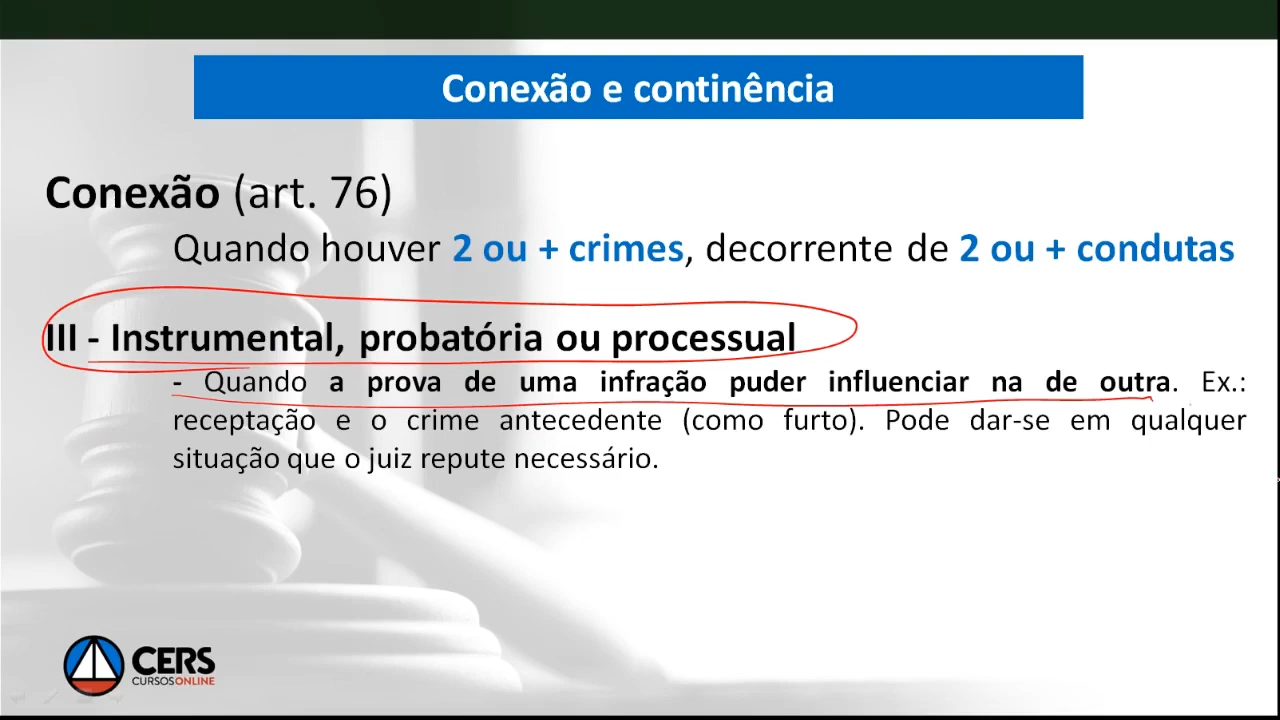 Conexão e continência
Conexão (art. 76)
Quando houver 2 ou + crimes, decorrente de 2 ou + condutas
III - Instrumental, probatória ou processual
- Quando a prova de uma infração puder influenciar na de outra. Ex.:
receptação e o crime antecedente (como furto). Pode dar-se em qualquer
situação que o juiz repute necessário.
CERS
CURSOS ONLINE